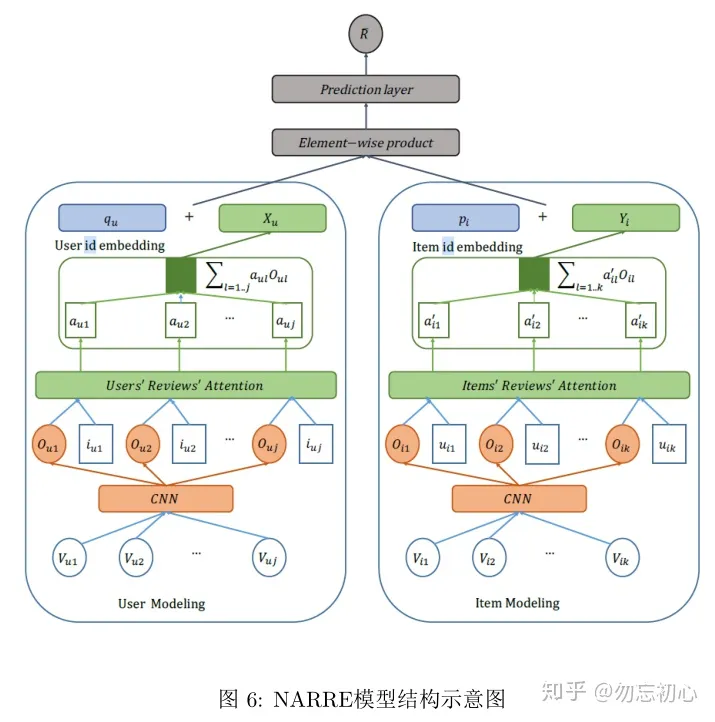 R̄
Prediction layer
Element−wise product
q_u + X_u
p_i + Y_i
User id embedding
Item id embedding
∑_{l=1..j} a_{ul}O_{ul}
∑_{l=1..k} a′_{il}O_{il}
a_{u1} a_{u2} ... a_{uj}
a′_{i1} a′_{i2} ... a′_{ik}
Users′ Reviews′ Attention
Items′ Reviews′ Attention
O_{u1} i_{u1} O_{u2} i_{u2} ... O_{uj} i_{uj}
O_{i1} u_{i1} O_{i2} u_{i2} ... O_{ik} u_{ik}
CNN
CNN
V_{u1} V_{u2} ... V_{uj}
V_{i1} V_{i2} ... V_{ik}
User Modeling
Item Modeling
图 6: NARRE模型结构示意图
知乎 @勿忘初心